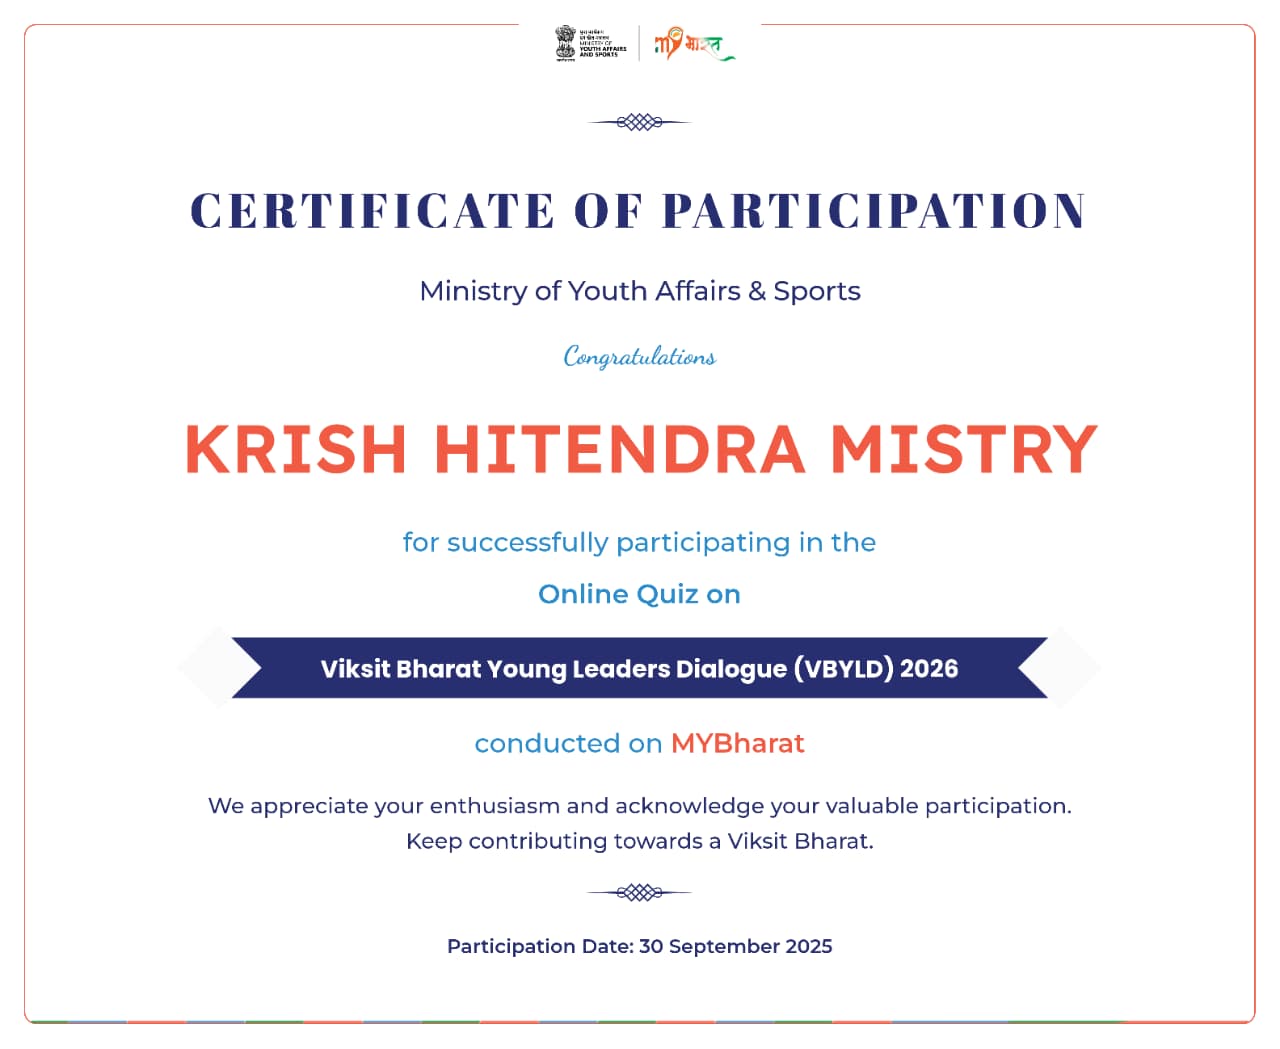 MINISTRY OF
YOUTH AFFAIRS
AND SPORTS
my भारत
CERTIFICATE OF PARTICIPATION
Ministry of Youth Affairs & Sports
Congratulations
KRISH HITENDRA MISTRY
for successfully participating in the
Online Quiz on
Viksit Bharat Young Leaders Dialogue (VBYLD) 2026
conducted on MYBharat
We appreciate your enthusiasm and acknowledge your valuable participation.
Keep contributing towards a Viksit Bharat.
Participation Date: 30 September 2025